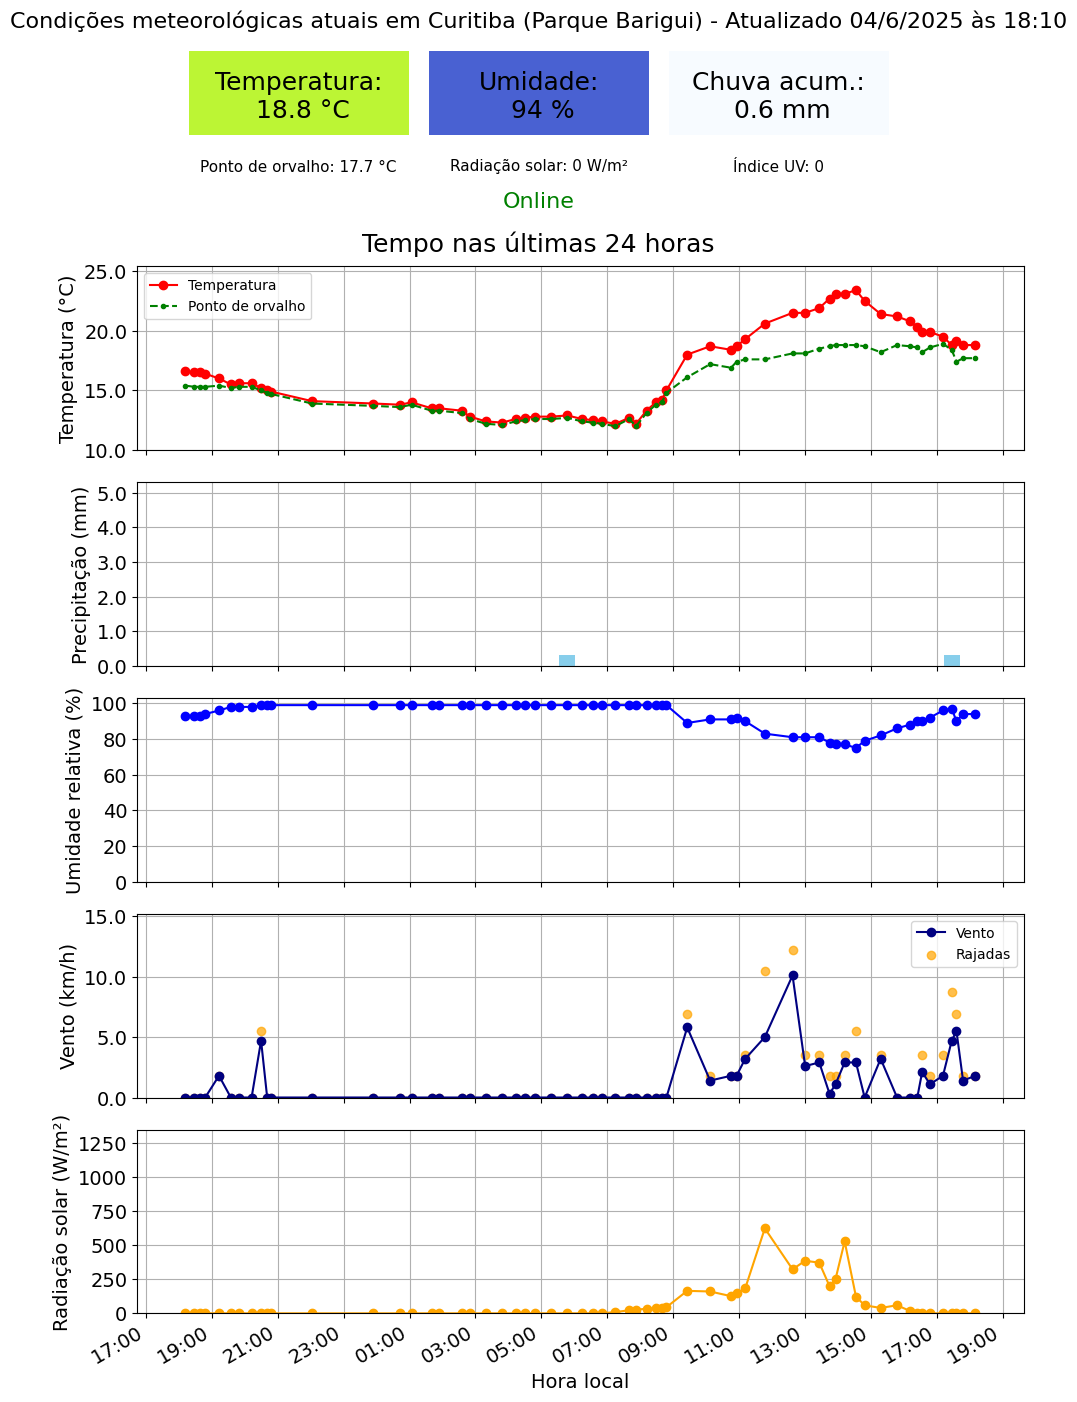 Condições meteorológicas atuais em Curitiba (Parque Barigui) - Atualizado 04/6/2025 às 18:10
Temperatura:
18.8 °C
Umidade:
94 %
Chuva acum.:
0.6 mm
Ponto de orvalho: 17.7 °C
Radiação solar: 0 W/m²
Índice UV: 0
Online
Tempo nas últimas 24 horas
Temperatura (°C)
25.0
20.0
15.0
10.0
Temperatura
Ponto de orvalho
Precipitação (mm)
5.0
4.0
3.0
2.0
1.0
0.0
Umidade relativa (%)
100
80
60
40
20
0
Vento (km/h)
15.0
10.0
5.0
0.0
Vento
Rajadas
Radiação solar (W/m²)
1250
1000
750
500
250
0
17:00
19:00
21:00
23:00
01:00
03:00
05:00
07:00
09:00
11:00
13:00
15:00
17:00
19:00
Hora local